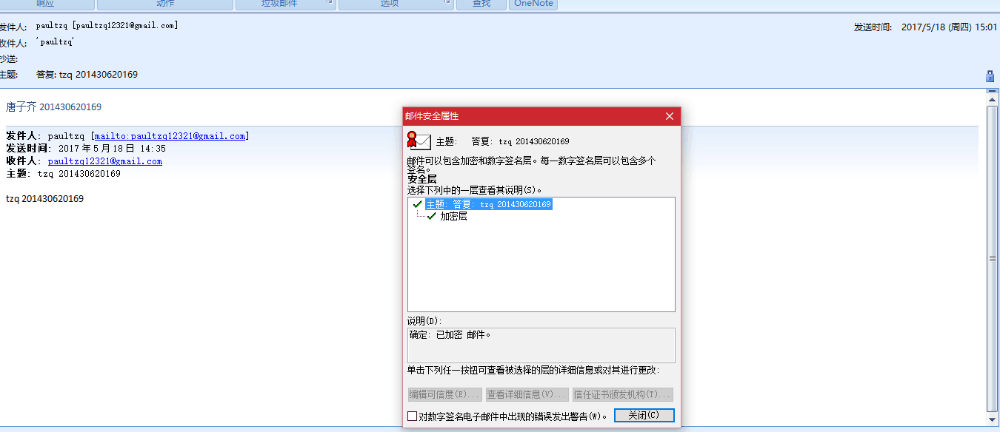 响应 动作 垃圾邮件 选项 查找 OneNote
发件人: paultzq [paultzq12321@gmail.com] 发送时间: 2017/5/18 (周四) 15:01
收件人: 'paultzq'
抄送:
主题: 答复: tzq 201430620169
唐子齐 201430620169
发件人: paultzq [mailto:paultzq12321@gmail.com]
发送时间: 2017年5月18日 14:35
收件人: paultzq12321@gmail.com
主题: tzq 201430620169
tzq 201430620169
邮件安全属性
主题: 答复: tzq 201430620169
邮件可以包含加密和数字签名层。每一数字签名层可以包含多个
签名。
安全层
选择下列中的一层查看其说明(S)。
主题: 答复: tzq 201430620169
加密层
说明(D):
确定: 已加密 邮件。
单击下列任一按钮可查看被选择的层的详细信息或对其进行更改:
编辑可信度(E)... 查看详细信息(V)... 信任证书颁发机构(T)...
对数字签名电子邮件中出现的错误发出警告(W)。 关闭(C)